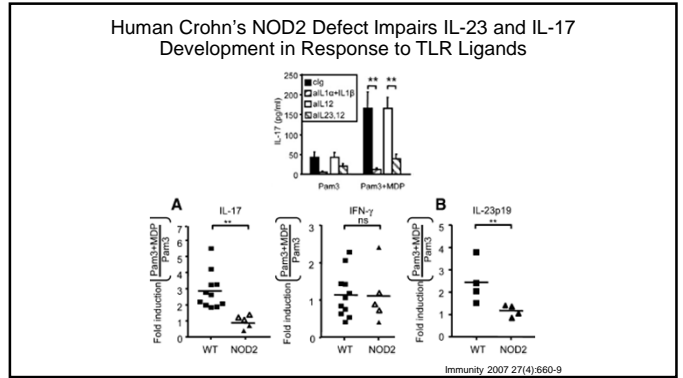 Human Crohn's NOD2 Defect Impairs IL-23 and IL-17
Development in Response to TLR Ligands
250
200
150
100
50
0
IL-17 (pg/ml)
cIg
aIL1α+IL1β
aIL12
aIL23,12
** **
Pam3 Pam3+MDP
A
IL-17
**
Fold induction (Pam3+MDP / Pam3)
7
6
5
4
3
2
1
0
WT NOD2
IFN-γ
ns
Fold induction (Pam3+MDP / Pam3)
3
2
1
0
WT NOD2
B
IL-23p19
**
Fold induction (Pam3+MDP / Pam3)
5
4
3
2
1
0
WT NOD2
Immunity 2007 27(4):660-9